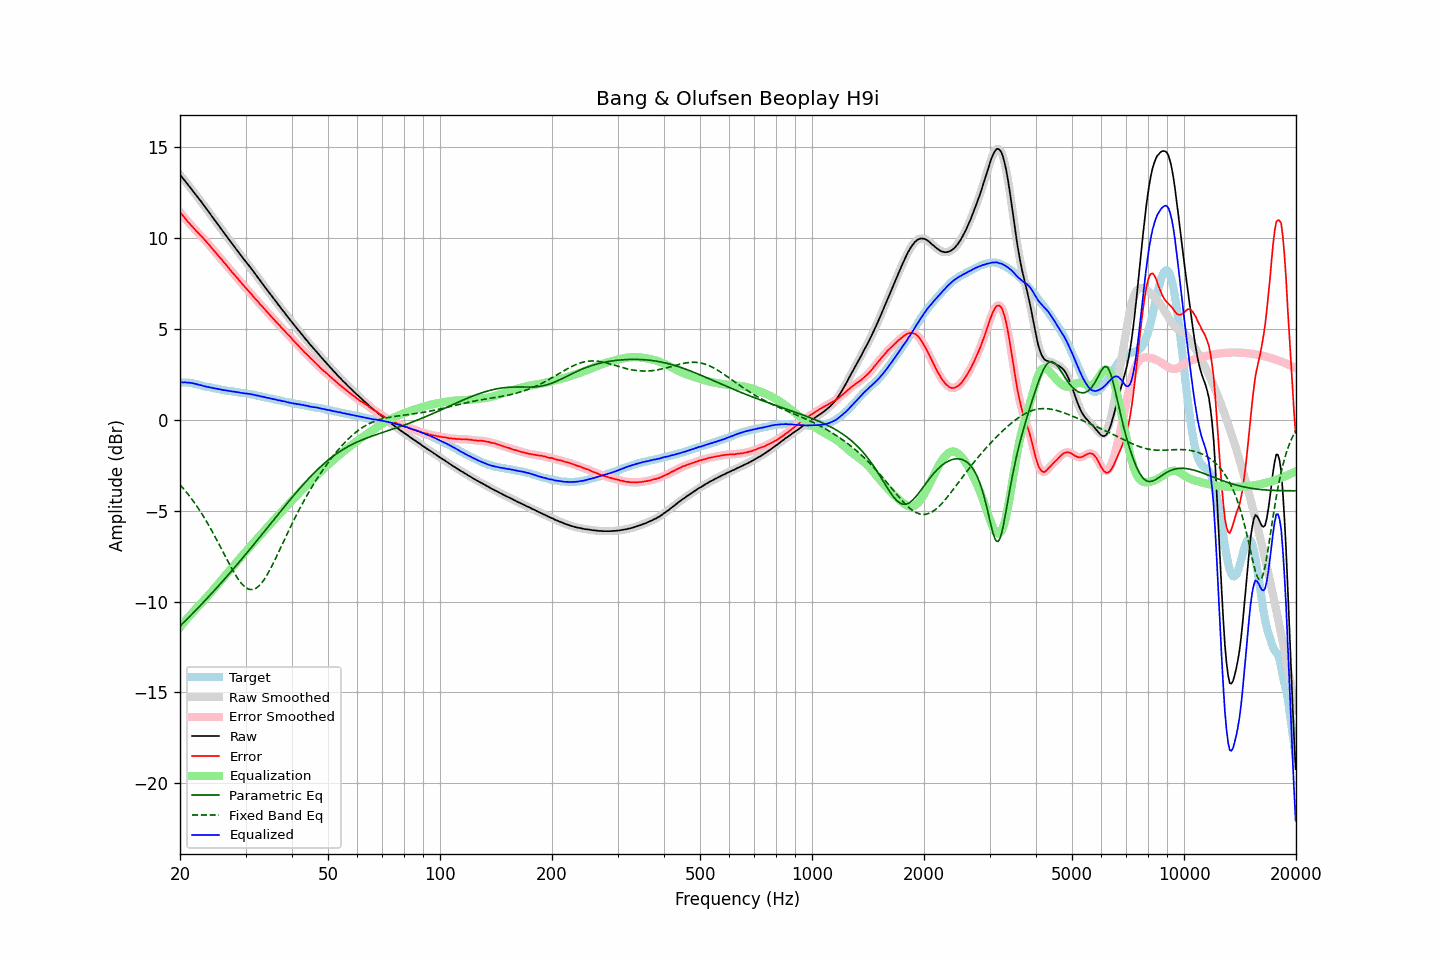 Bang & Olufsen Beoplay H9i
Amplitude (dBr)
15
10
5
0
−5
−10
−15
−20
Target
Raw Smoothed
Error Smoothed
Raw
Error
Equalization
Parametric Eq
Fixed Band Eq
Equalized
20 50 100 200 500 1000 2000 5000 10000 20000
Frequency (Hz)